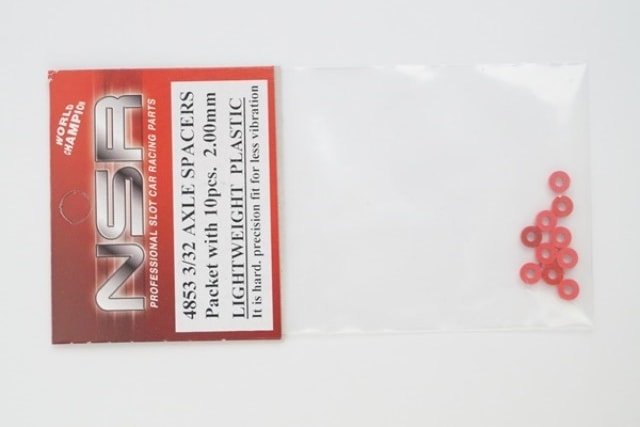 WORLD
CHAMPION
NSR
PROFESSIONAL SLOT CAR RACING PARTS
4853 3/32 AXLE SPACERS
Packet with 10pcs. 2.00mm
LIGHTWEIGHT PLASTIC
It is hard. precision fit for less vibration